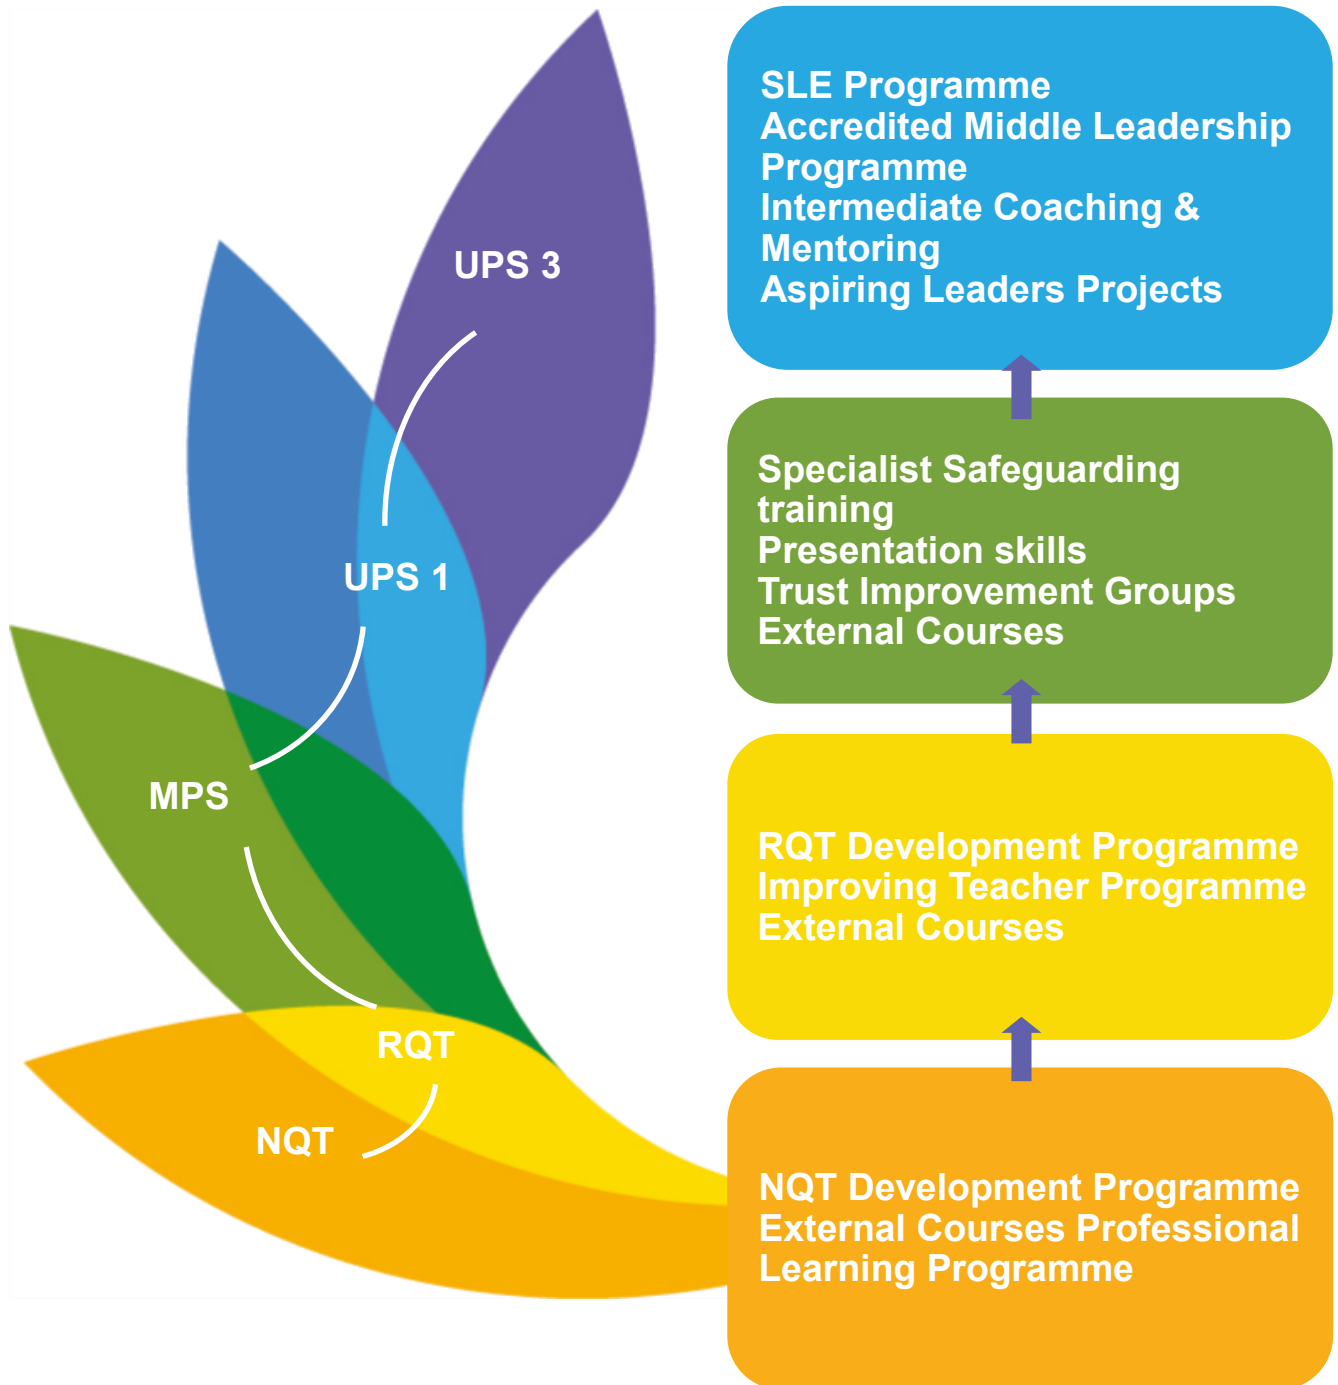 UPS 3
UPS 1
MPS
RQT
NQT
SLE Programme
Accredited Middle Leadership
Programme
Intermediate Coaching &
Mentoring
Aspiring Leaders Projects
Specialist Safeguarding
training
Presentation skills
Trust Improvement Groups
External Courses
RQT Development Programme
Improving Teacher Programme
External Courses
NQT Development Programme
External Courses Professional
Learning Programme